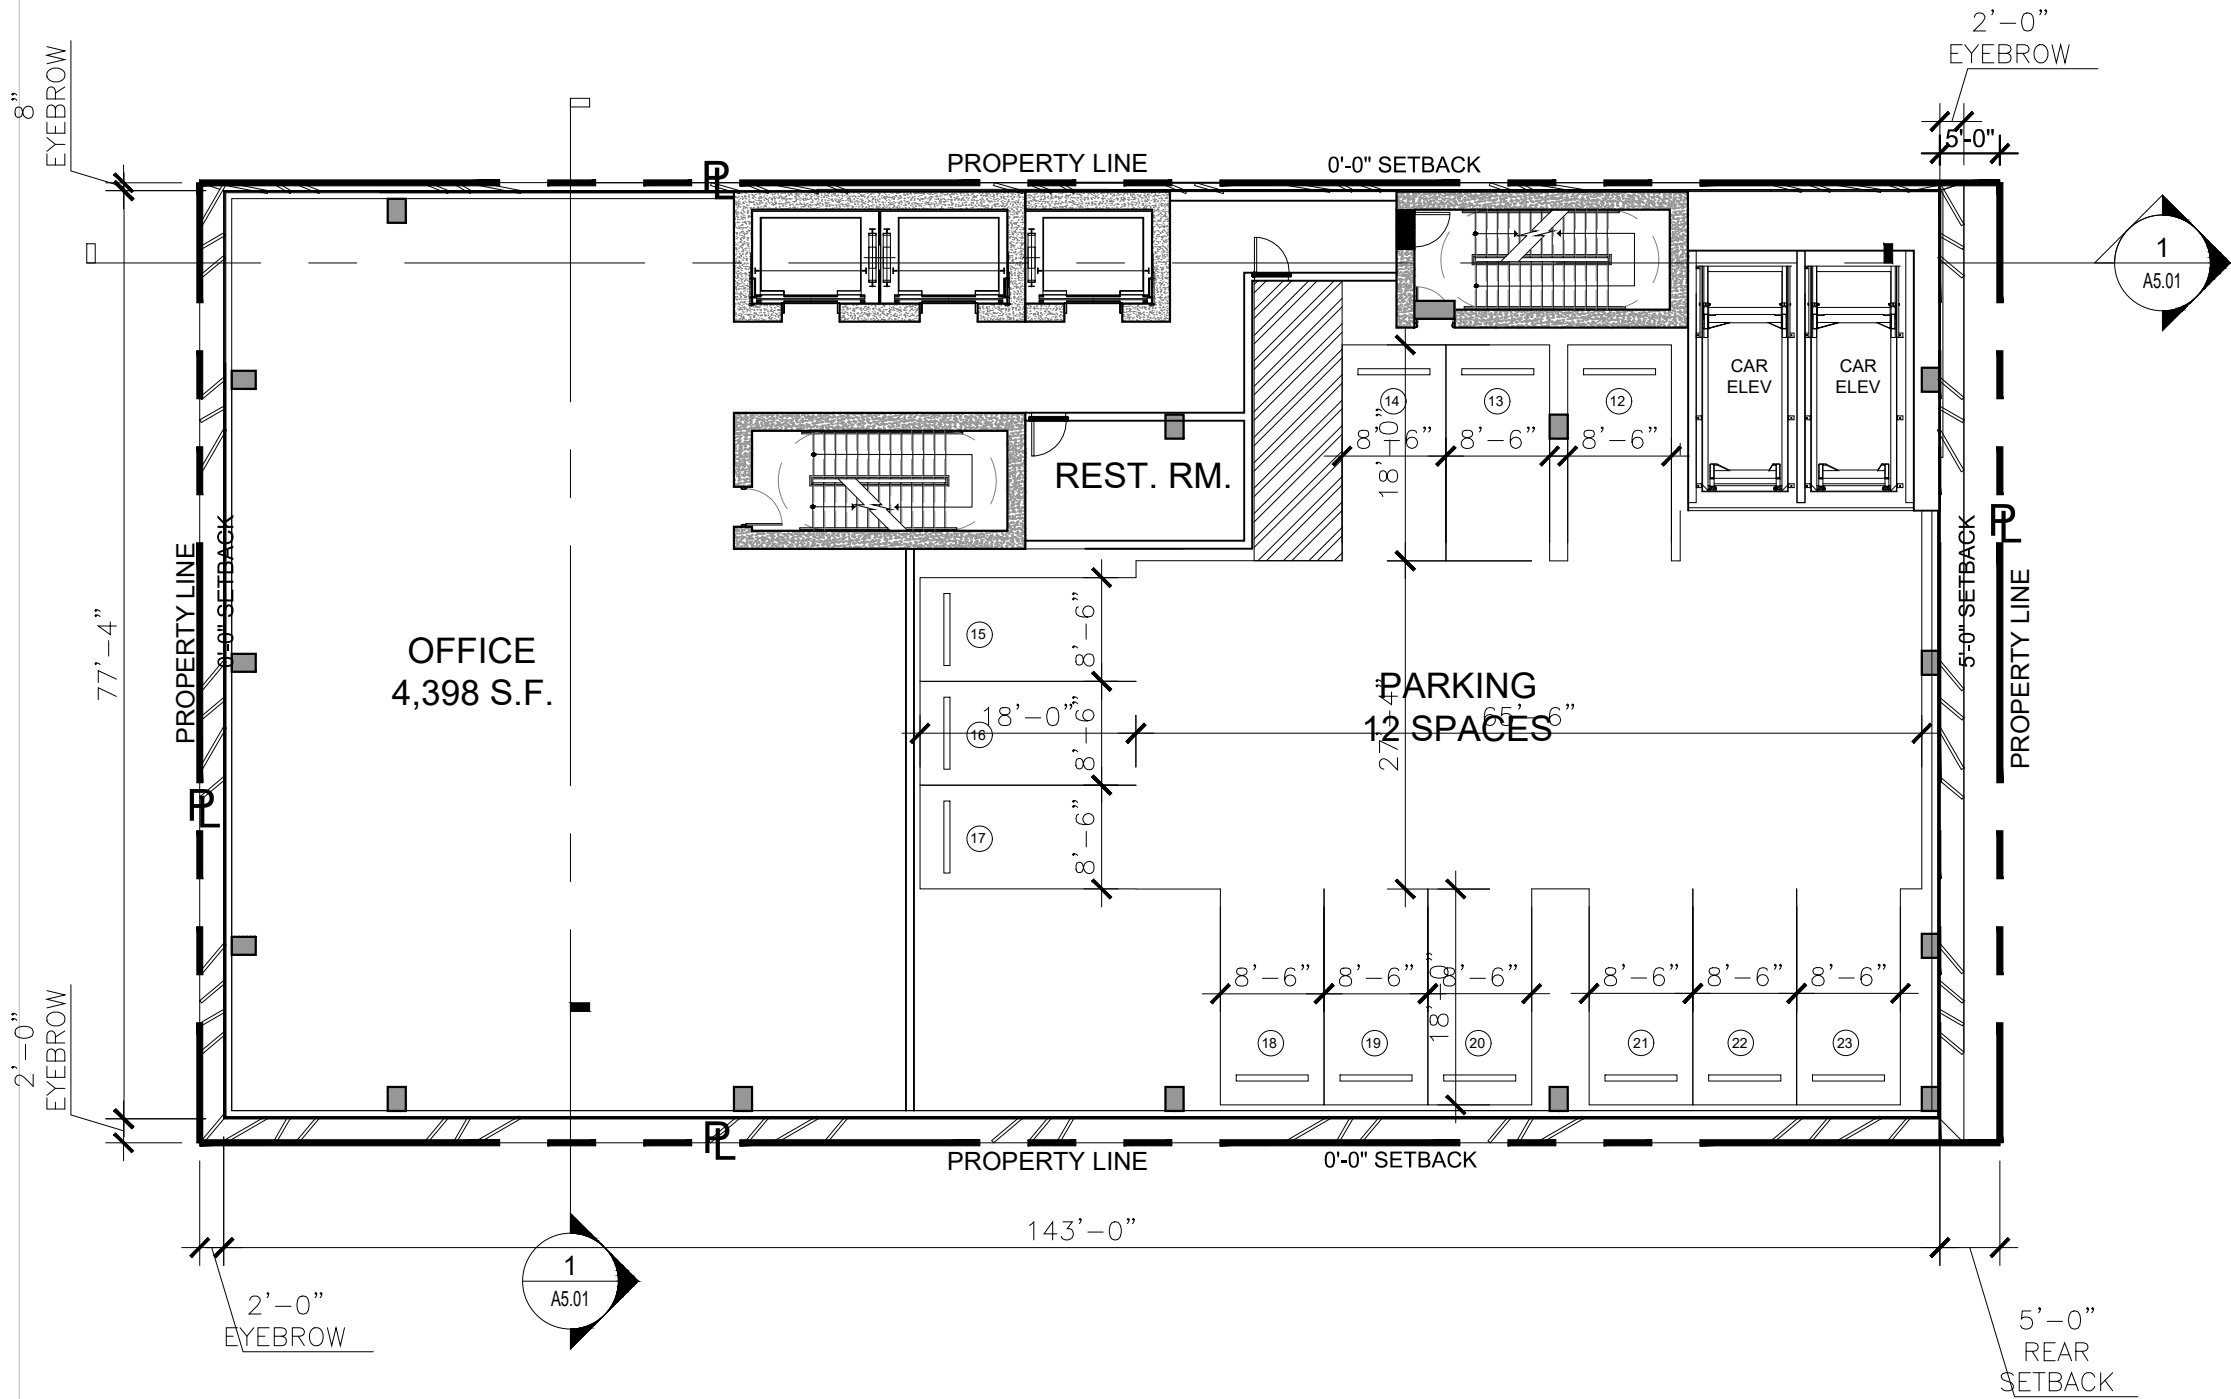 2'-0"
EYEBROW
8"
EYEBROW
5'-0"
PROPERTY LINE
0'-0" SETBACK
PL
1
A5.01
CAR
ELEV
CAR
ELEV
14
13
12
8'-6"
8'-6"
8'-6"
18'-0"
REST. RM.
PL
PROPERTY LINE
0'-0" SETBACK
77'-4"
5'-0" SETBACK
PROPERTY LINE
OFFICE
4,398 S.F.
15
8'-6"
16
18'-0"
8'-6"
17
8'-6"
PARKING
12 SPACES
27'-4"
65'-6"
PL
2'-0"
EYEBROW
8'-6"
8'-6"
8'-6"
8'-6"
8'-6"
8'-6"
18'-0"
18
19
20
21
22
23
PL
PROPERTY LINE
0'-0" SETBACK
143'-0"
1
A5.01
2'-0"
EYEBROW
5'-0"
REAR
SETBACK